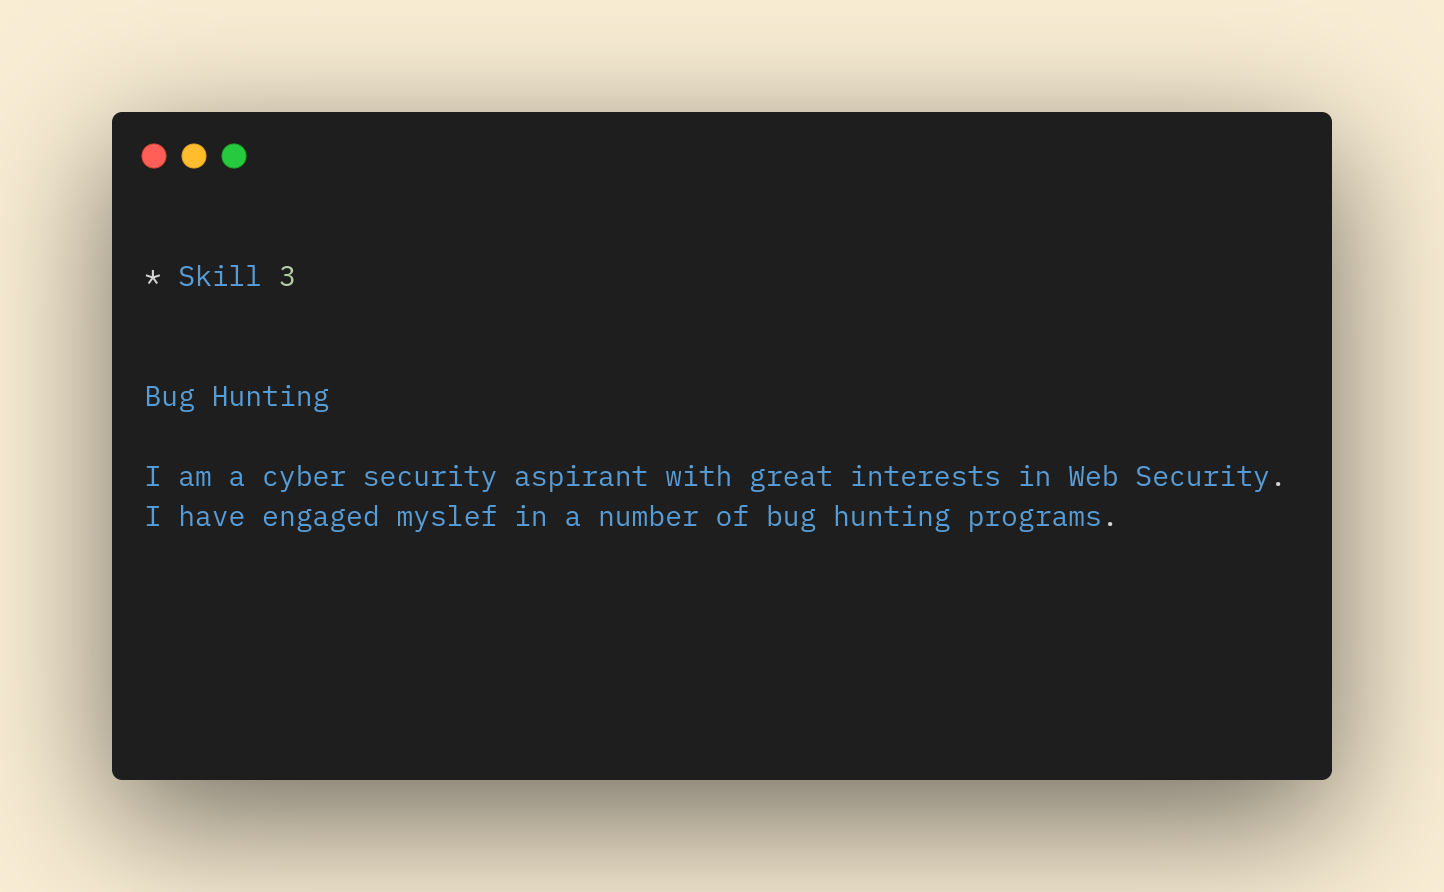 * Skill 3
Bug Hunting
I am a cyber security aspirant with great interests in Web Security.
I have engaged myslef in a number of bug hunting programs.